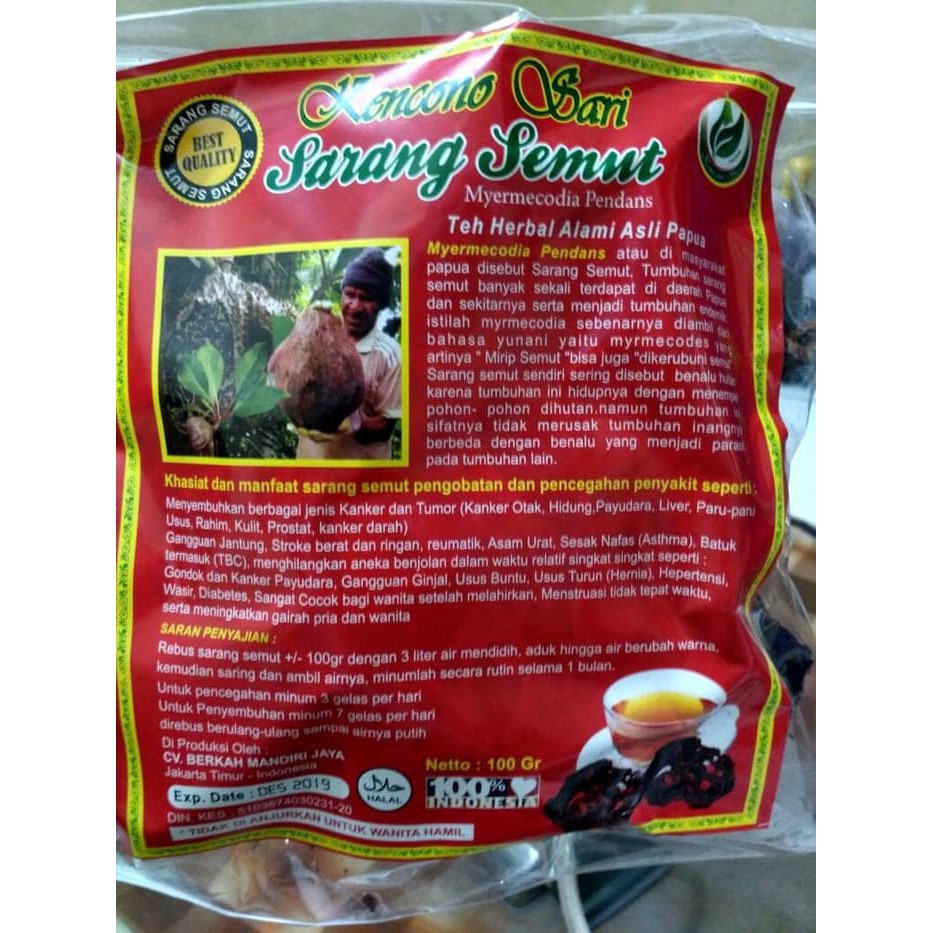 Kencono Sari
SARANG SEMUT
BEST
QUALITY
SARANG SEMUT
Sarang Semut
Myermecodia Pendans
Teh Herbal Alami Asli Papua
Myermecodia Pendans atau di masyarakat
papua disebut Sarang Semut, Tumbuhan sarang
semut banyak sekali terdapat di daerah Papua
dan sekitarnya serta menjadi tumbuhan endemik
istilah myrmecodia sebenarnya diambil dari
bahasa yunani yaitu myrmecodes yang
artinya " Mirip Semut "bisa juga "dikerubuni semut"
Sarang semut sendiri sering disebut benalu hutan
karena tumbuhan ini hidupnya dengan menempel
pohon- pohon dihutan.namun tumbuhan ini
sifatnya tidak merusak tumbuhan inangnya
berbeda dengan benalu yang menjadi parasit
pada tumbuhan lain.
Khasiat dan manfaat sarang semut pengobatan dan pencegahan penyakit seperti :
Menyembuhkan berbagai jenis Kanker dan Tumor (Kanker Otak, Hidung,Payudara, Liver, Paru-paru
Usus, Rahim, Kulit, Prostat, kanker darah)
Gangguan Jantung, Stroke berat dan ringan, reumatik, Asam Urat, Sesak Nafas (Asthma), Batuk
termasuk (TBC), menghilangkan aneka benjolan dalam waktu relatif singkat singkat seperti :
Gondok dan Kanker Payudara, Gangguan Ginjal, Usus Buntu, Usus Turun (Hernia), Hepertensi,
Wasir, Diabetes, Sangat Cocok bagi wanita setelah melahirkan, Menstruasi tidak tepat waktu,
serta meningkatkan gairah pria dan wanita
SARAN PENYAJIAN :
Rebus sarang semut +/- 100gr dengan 3 liter air mendidih, aduk hingga air berubah warna,
kemudian saring dan ambil airnya, minumlah secara rutin selama 1 bulan.
Untuk pencegahan minum 3 gelas per hari
Untuk Penyembuhan minum 7 gelas per hari
direbus berulang-ulang sampai airnya putih
Di Produksi Oleh :
CV. BERKAH MANDIRI JAYA
Jakarta Timur - Indonesia
Exp. Date : DES 2019
DIN. KES : 5103674030231-20
* TIDAK DI ANJURKAN UNTUK WANITA HAMIL
حلال
HALAL
Netto : 100 Gr
100%
INDONESIA